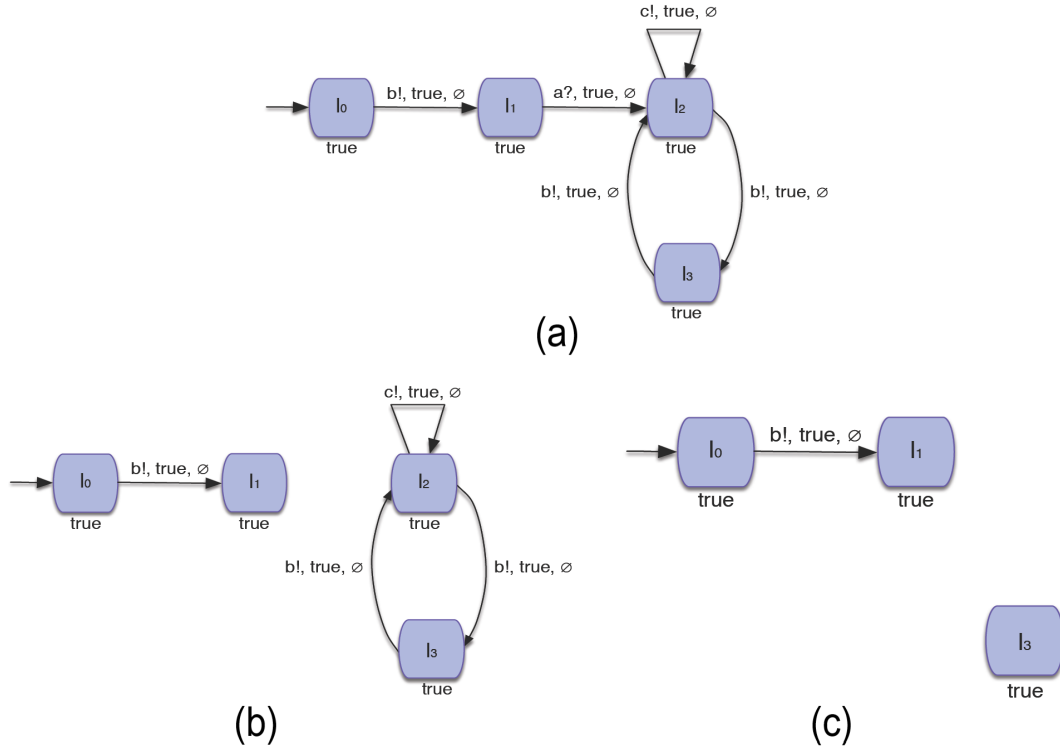 c!, true, ∅
b!, true, ∅
a?, true, ∅
l₀
l₁
l₂
true
true
true
b!, true, ∅
b!, true, ∅
l₃
true
(a)
c!, true, ∅
b!, true, ∅
l₀
l₁
l₂
true
true
true
b!, true, ∅
b!, true, ∅
l₃
true
(b)
b!, true, ∅
l₀
l₁
true
true
l₃
true
(c)